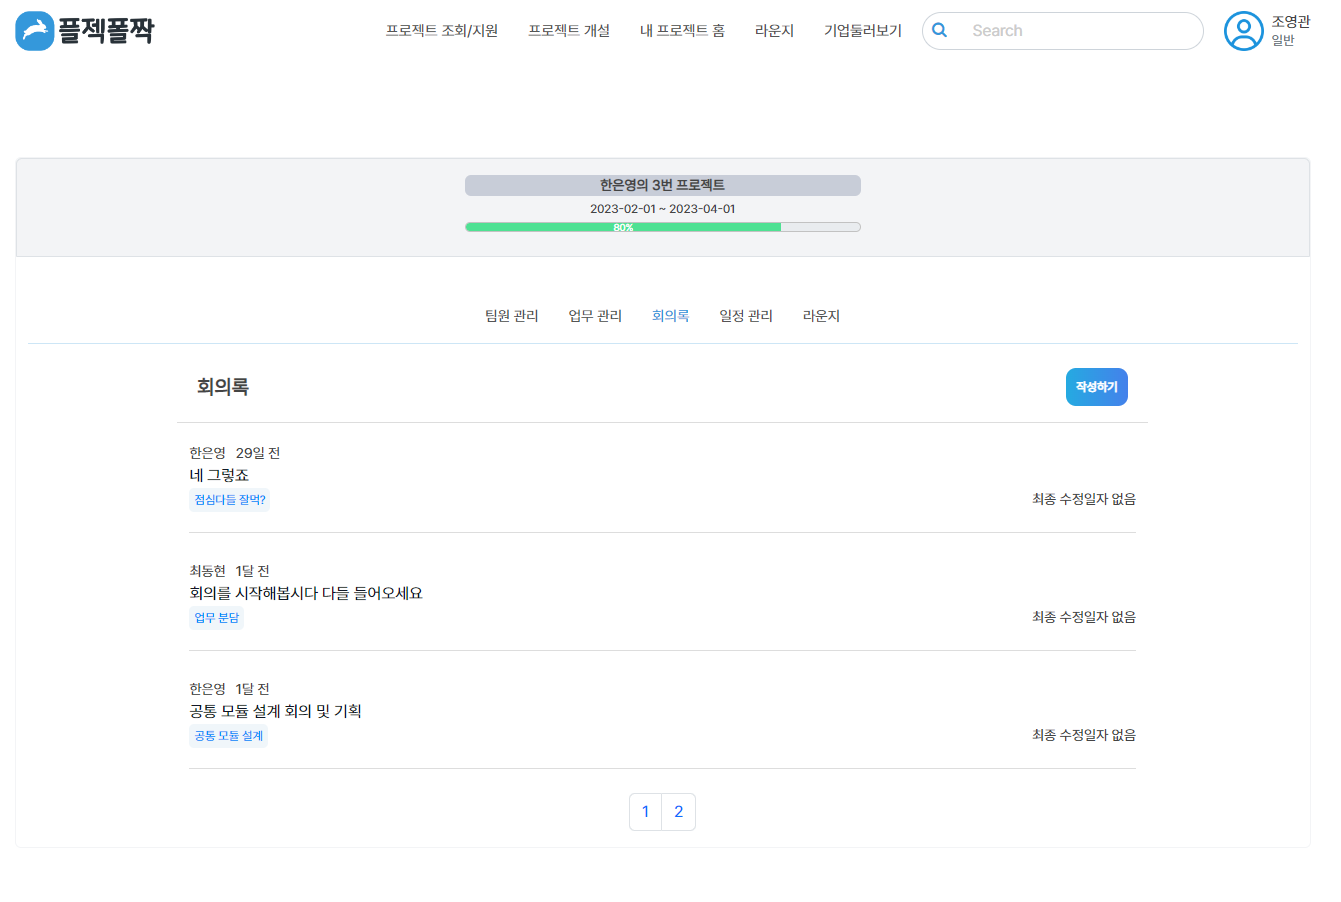 플젝폴짝
프로젝트 조회/지원 프로젝트 개설 내 프로젝트 홈 라운지 기업둘러보기 Search 조영관
일반
한은영의 3번 프로젝트
2023-02-01 ~ 2023-04-01
80%
팀원 관리 업무 관리 회의록 일정 관리 라운지
회의록 작성하기
한은영 29일 전
네 그렇죠
점심다들 잘먹? 최종 수정일자 없음
최동현 1달 전
회의를 시작해봅시다 다들 들어오세요
업무 분담 최종 수정일자 없음
한은영 1달 전
공통 모듈 설계 회의 및 기획
공통 모듈 설계 최종 수정일자 없음
1 2